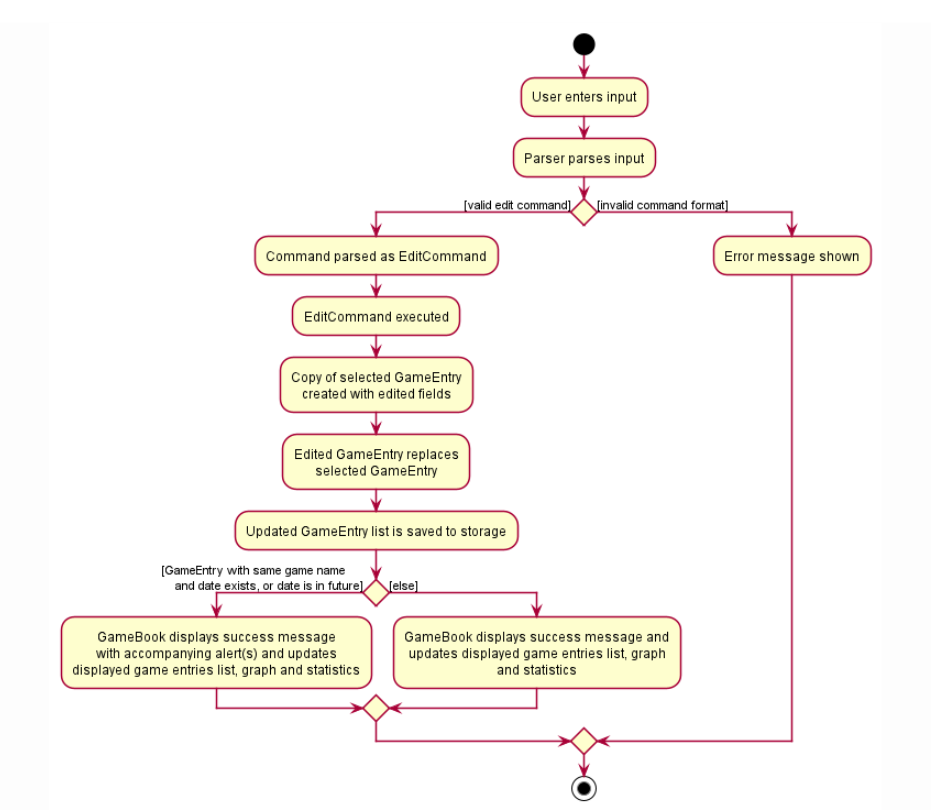 User enters input
Parser parses input
[valid edit command]
[invalid command format]
Command parsed as EditCommand
Error message shown
EditCommand executed
Copy of selected GameEntry
created with edited fields
Edited GameEntry replaces
selected GameEntry
Updated GameEntry list is saved to storage
[GameEntry with same game name
and date exists, or date is in future]
[else]
GameBook displays success message
with accompanying alert(s) and updates
displayed game entries list, graph and statistics
GameBook displays success message and
updates displayed game entries list, graph
and statistics